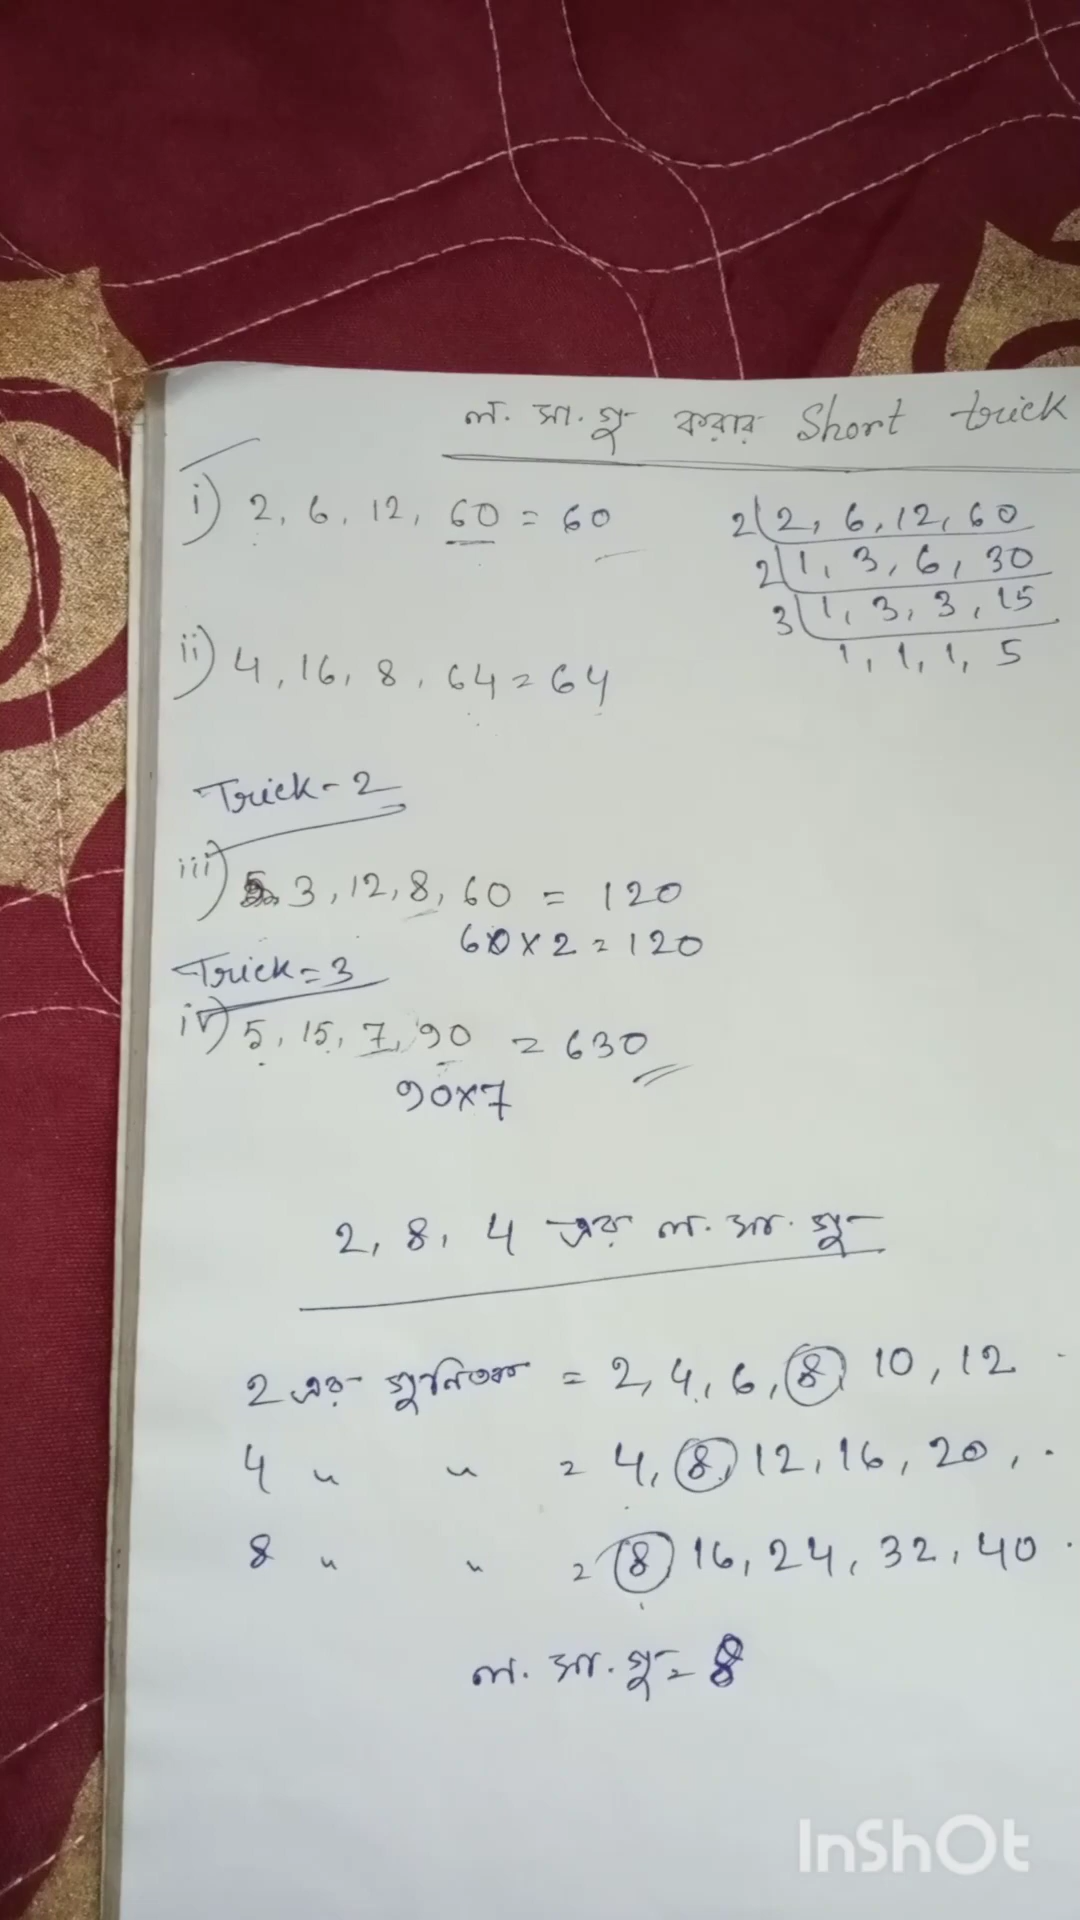 ল. সা. গু করার Short trick
i) 2, 6, 12, 60 = 60
2 2, 6, 12, 60
2 1, 3, 6, 30
3 1, 3, 3, 15
1, 1, 1, 5
ii) 4, 16, 8, 64 = 64
Trick - 2
iii) 3, 12, 8, 60 = 120
60 x 2 = 120
Trick = 3
iv) 5, 15, 7, 90 = 630
90x7
2, 8, 4 এর ল. সা. গু
2 এর গুনিতক = 2, 4, 6, 8, 10, 12
4 " " = 4, 8, 12, 16, 20, .
8 " " = 8, 16, 24, 32, 40 .
ল. সা. গু = 8
InShOt